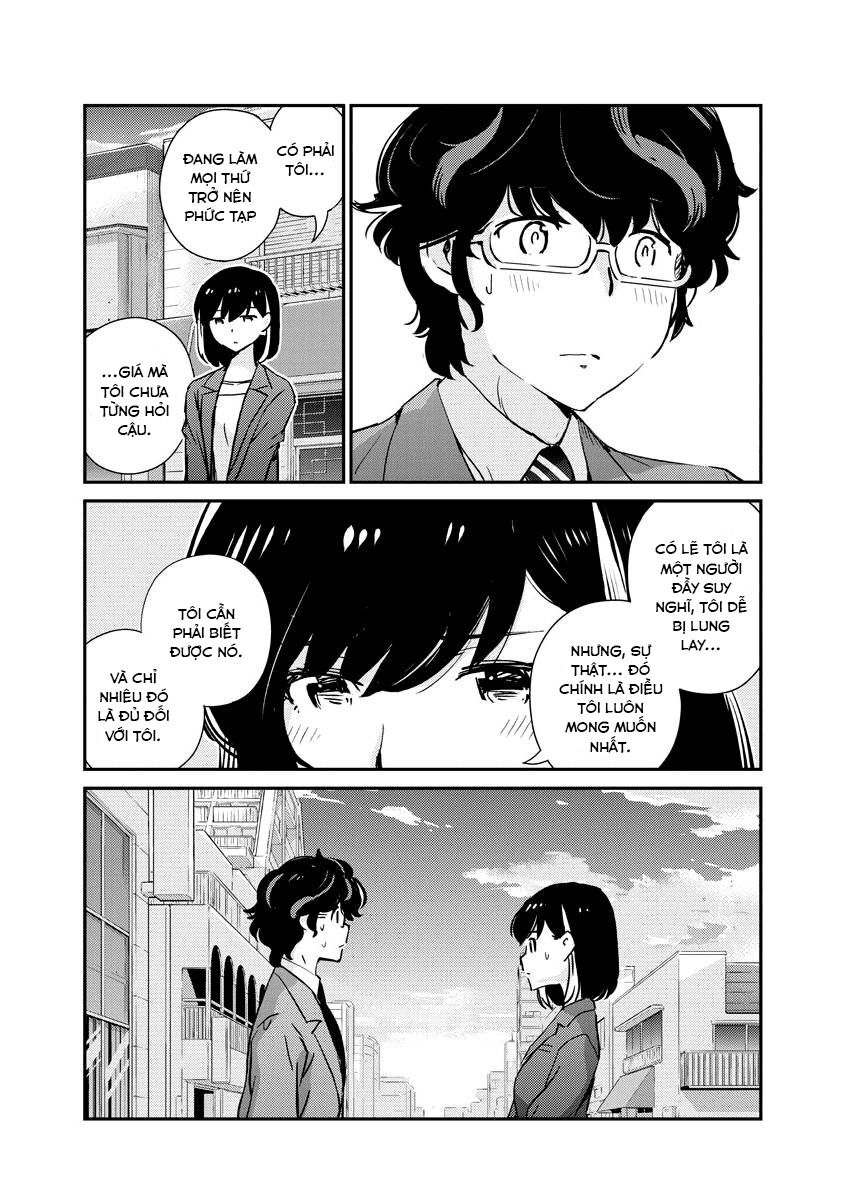 CÓ PHẢI
TÔI...
ĐANG LÀM
MỌI THỨ
TRỞ NÊN
PHỨC TẠP
...GIÁ MÀ
TÔI CHƯA
TỪNG HỎI
CẬU.
CÓ LẼ TÔI LÀ
MỘT NGƯỜI
ĐẦY SUY
NGHĨ, TÔI DỄ
BỊ LUNG
LAY...
NHƯNG, SỰ
THẬT... ĐÓ
CHÍNH LÀ ĐIỀU
TÔI LUÔN
MONG MUỐN
NHẤT.
TÔI CẦN
PHẢI BIẾT
ĐƯỢC NÓ.
VÀ CHỈ
NHIÊU ĐÓ
LÀ ĐỦ ĐỐI
VỚI TÔI.